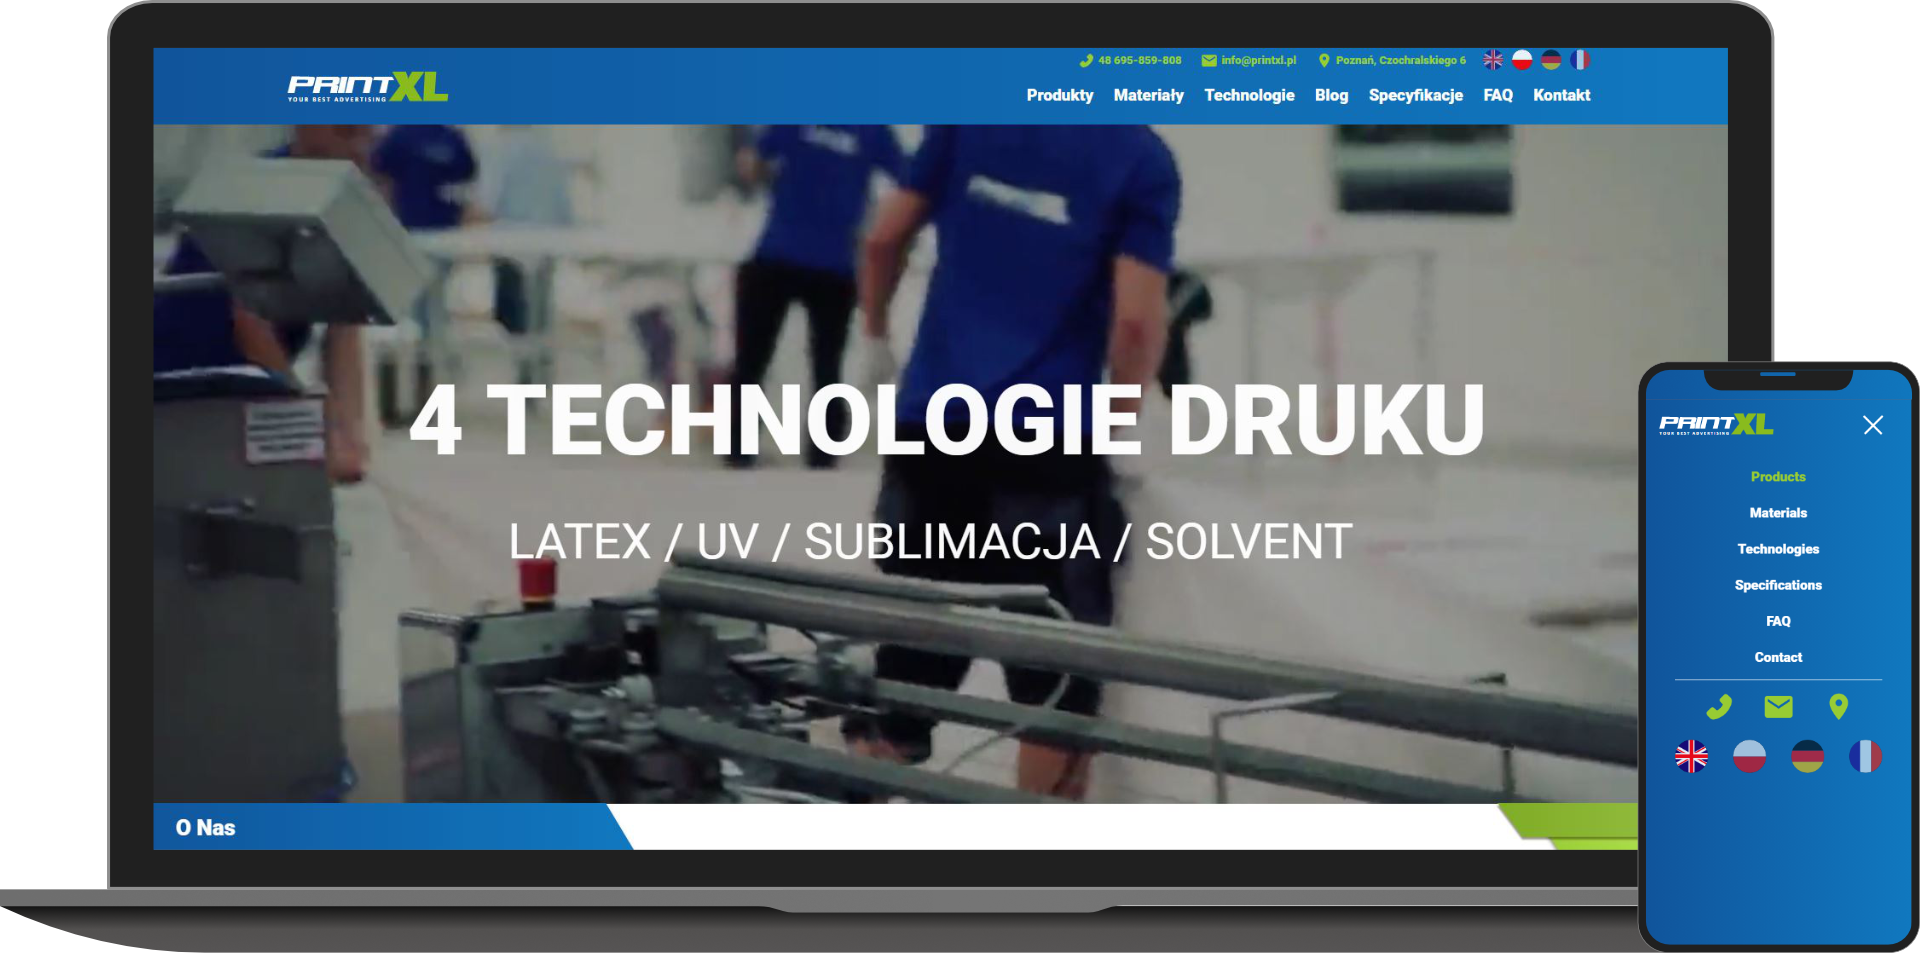 48 695-859-808 info@printxl.pl Poznań, Czochralskiego 6
PRINTXL
YOUR BEST ADVERTISING
Produkty Materiały Technologie Blog Specyfikacje FAQ Kontakt
4 TECHNOLOGIE DRUKU
LATEX / UV / SUBLIMACJA / SOLVENT
O Nas
PRINTXL
YOUR BEST ADVERTISING
Products
Materials
Technologies
Specifications
FAQ
Contact